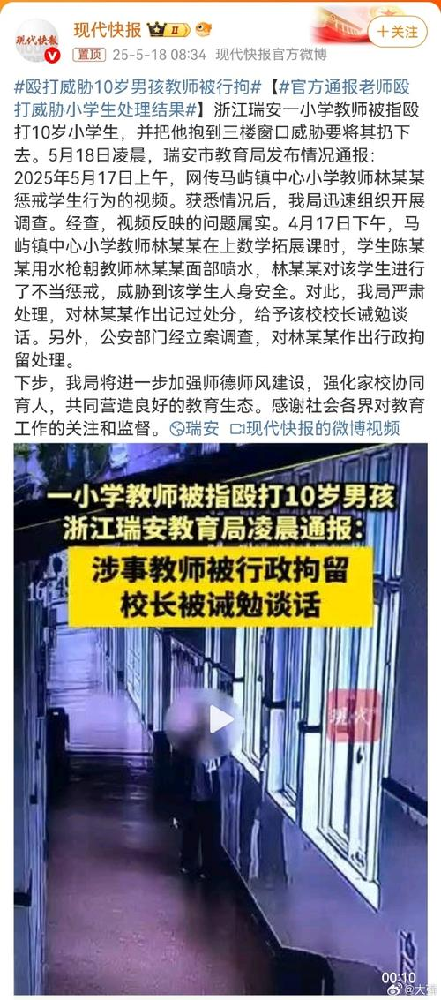 现代快报
现代快报 II
+关注
置顶 25-5-18 08:34 现代快报官方微博
#殴打威胁10岁男孩教师被行拘#【#官方通报老师殴
打威胁小学生处理结果#】浙江瑞安一小学教师被指殴
打10岁小学生，并把他抱到三楼窗口威胁要将其扔下
去。5月18日凌晨，瑞安市教育局发布情况通报：
2025年5月17日上午，网传马屿镇中心小学教师林某某
惩戒学生行为的视频。获悉情况后，我局迅速组织开展
调查。经查，视频反映的问题属实。4月17日下午，马
屿镇中心小学教师林某某在上数学拓展课时，学生陈某
某用水枪朝教师林某某面部喷水，林某某对该学生进行
了不当惩戒，威胁到该学生人身安全。对此，我局严肃
处理，对林某某作出记过处分，给予该校校长诫勉谈
话。另外，公安部门经立案调查，对林某某作出行政拘
留处理。
下步，我局将进一步加强师德师风建设，强化家校协同
育人，共同营造良好的教育生态。感谢社会各界对教育
工作的关注和监督。瑞安 现代快报的微博视频
一小学教师被指殴打10岁男孩
浙江瑞安教育局凌晨通报：
涉事教师被行政拘留
校长被诫勉谈话
现代
00:10